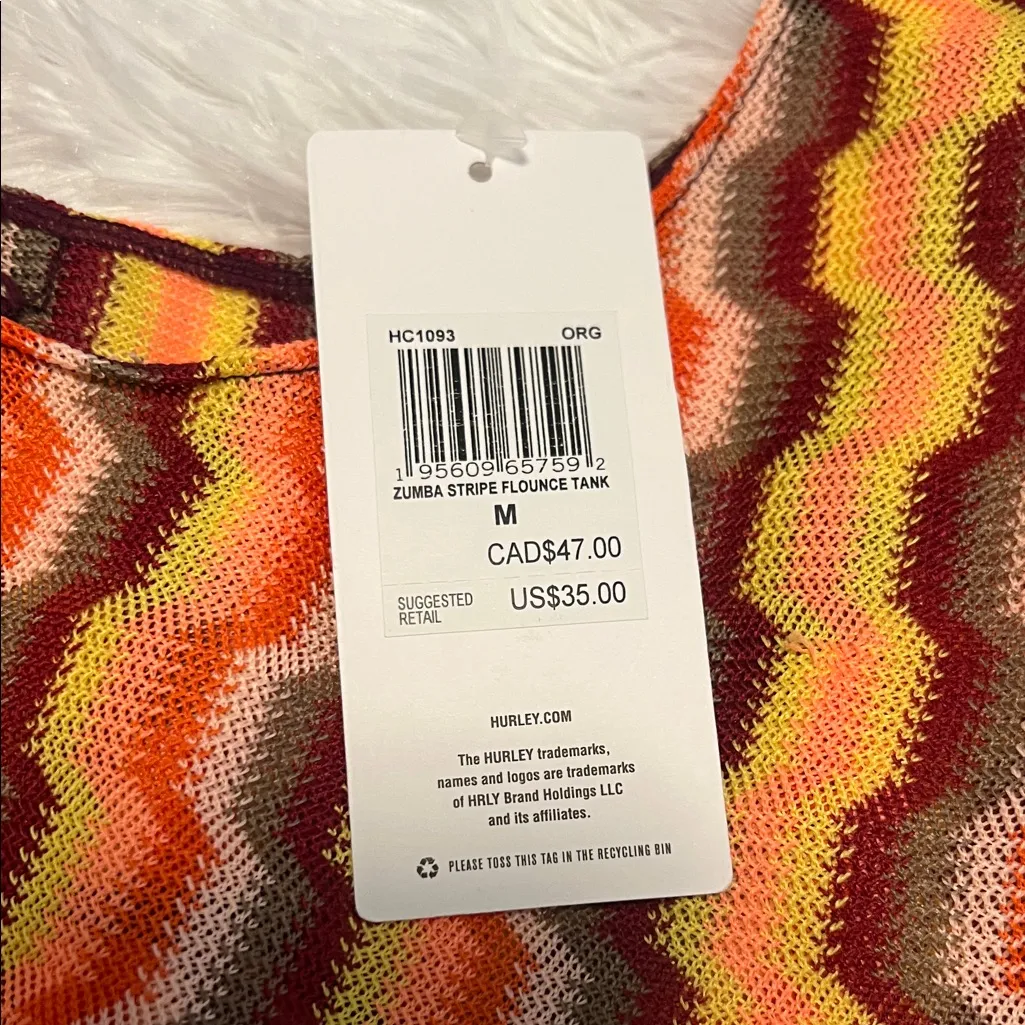 HC1093 ORG
1 95609 65759 2
ZUMBA STRIPE FLOUNCE TANK
M
CAD$47.00
SUGGESTED
RETAIL
US$35.00
HURLEY.COM
The HURLEY trademarks,
names and logos are trademarks
of HRLY Brand Holdings LLC
and its affiliates.
PLEASE TOSS THIS TAG IN THE RECYCLING BIN